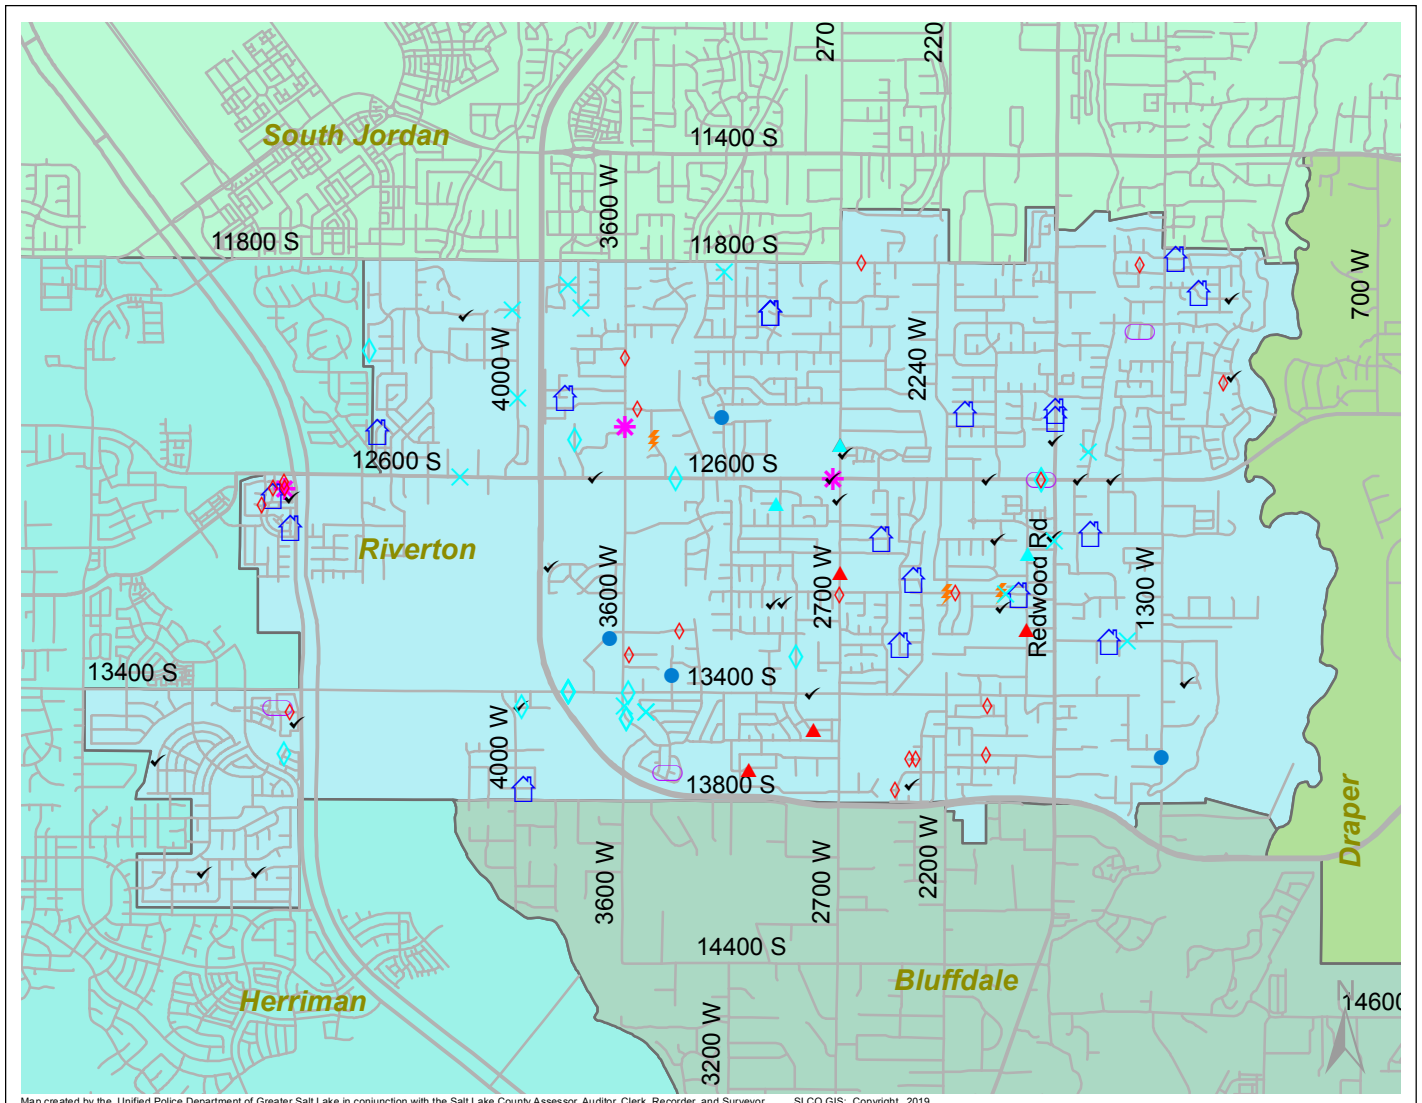 270
220
South Jordan
11400 S
3600 W
11800 S
11800 S
700 W
4000 W
2240 W
12600 S
12600 S
Riverton
Redwood Rd
3600 W
2700 W
1300 W
13400 S
13400 S
4000 W
13800 S
Draper
3600 W
2700 W
2200 W
14400 S
Bluffdale
Herriman
14600
3200 W
Map created by the Unified Police Department of Greater Salt Lake in conjunction with the Salt Lake County Assessor, Auditor, Clerk, Recorder, and Surveyor. SLCO GIS: Copyright, 2019